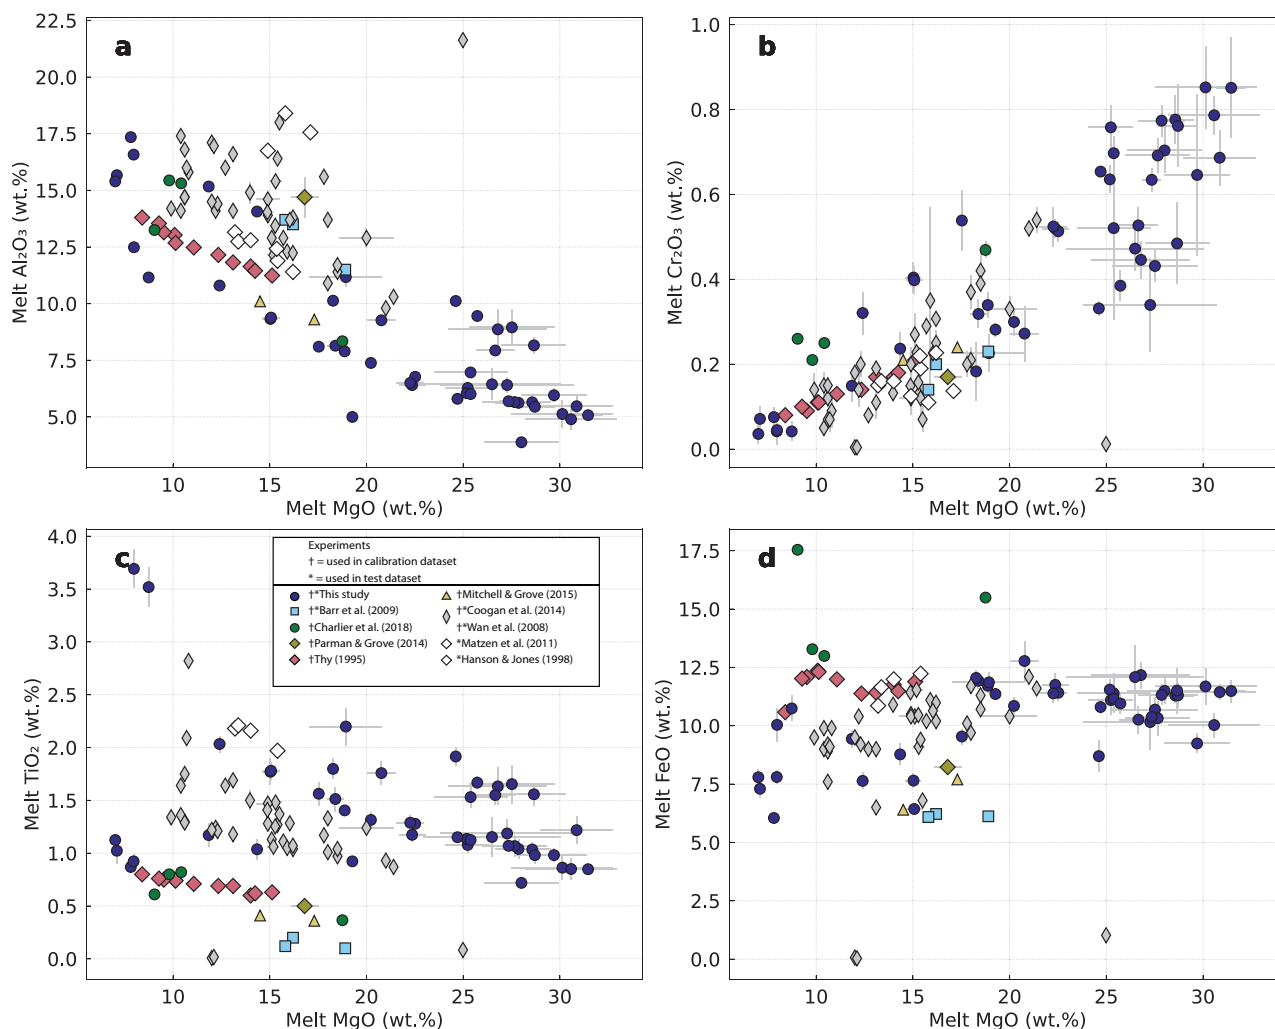 a
22.5
20.0
17.5
15.0
12.5
10.0
7.5
5.0
Melt Al₂O₃ (wt.%)
10 15 20 25 30
Melt MgO (wt.%)
b
1.0
0.8
0.6
0.4
0.2
0.0
Melt Cr₂O₃ (wt.%)
10 15 20 25 30
Melt MgO (wt.%)
c
4.0
3.5
3.0
2.5
2.0
1.5
1.0
0.5
0.0
Melt TiO₂ (wt.%)
Experiments
† = used in calibration dataset
* = used in test dataset
†*This study
†*Barr et al. (2009)
†Charlier et al. (2018)
†Parman & Grove (2014)
†Thy (1995)
†Mitchell & Grove (2015)
†*Coogan et al. (2014)
†*Wan et al. (2008)
*Matzen et al. (2011)
*Hanson & Jones (1998)
10 15 20 25 30
Melt MgO (wt.%)
d
17.5
15.0
12.5
10.0
7.5
5.0
2.5
0.0
Melt FeO (wt.%)
10 15 20 25 30
Melt MgO (wt.%)